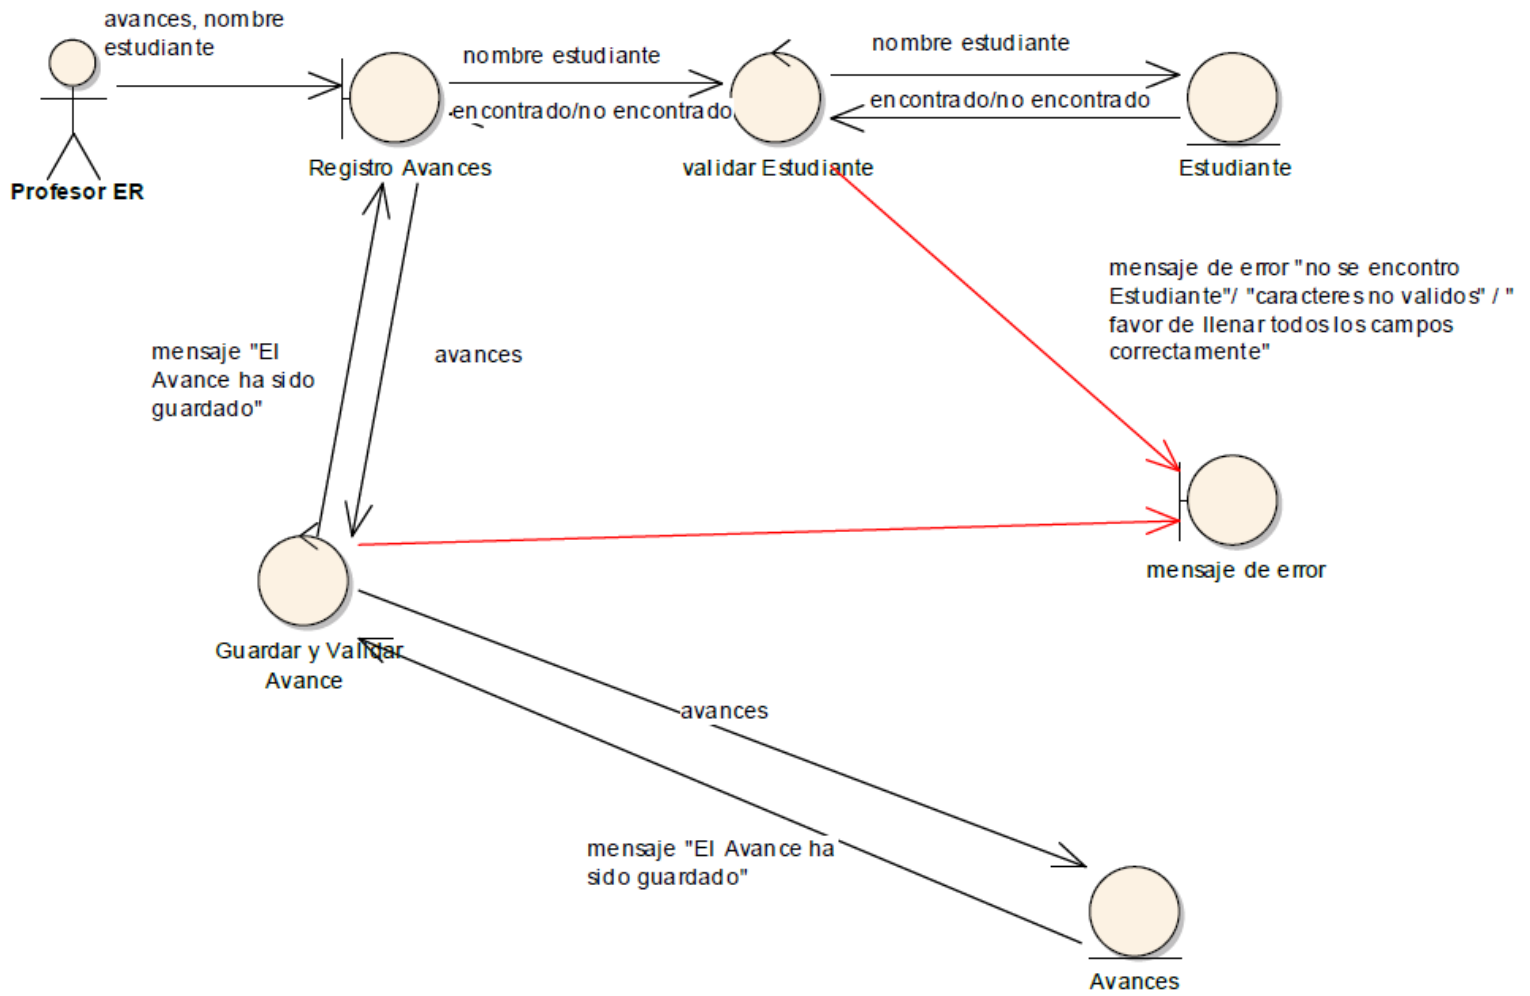 avances, nombre
estudiante
nombre estudiante
nombre estudiante
encontrado/no encontrado
encontrado/no encontrado
Profesor ER
Registro Avances
validar Estudiante
Estudiante
mensaje de error "no se encontro
Estudiante"/ "caracteres no validos" / "
favor de llenar todos los campos
correctamente"
mensaje "El
Avance ha sido
guardado"
avances
mensaje de error
Guardar y Validar
Avance
avances
mensaje "El Avance ha
sido guardado"
Avances